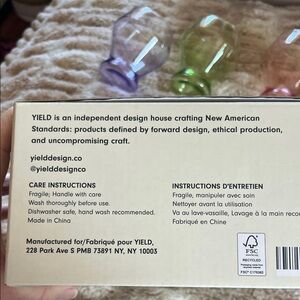 YIELD is an independent design house crafting New American
Standards: products defined by forward design, ethical production,
and uncompromising craft.
yielddesign.co
@yielddesignco
CARE INSTRUCTIONS
Fragile; Handle with care
Wash thoroughly before use.
Dishwasher safe, hand wash recommended.
Made in China
INSTRUCTIONS D'ENTRETIEN
Fragile, manipuler avec soin
Nettoyer avant la utilisation
Va au lave-vaisselle, Lavage à la main
Fabriqué en Chine
Manufactured for/Fabriqué pour YIELD,
228 Park Ave S PMB 73891 NY, NY 10003
FSC
RECYCLED